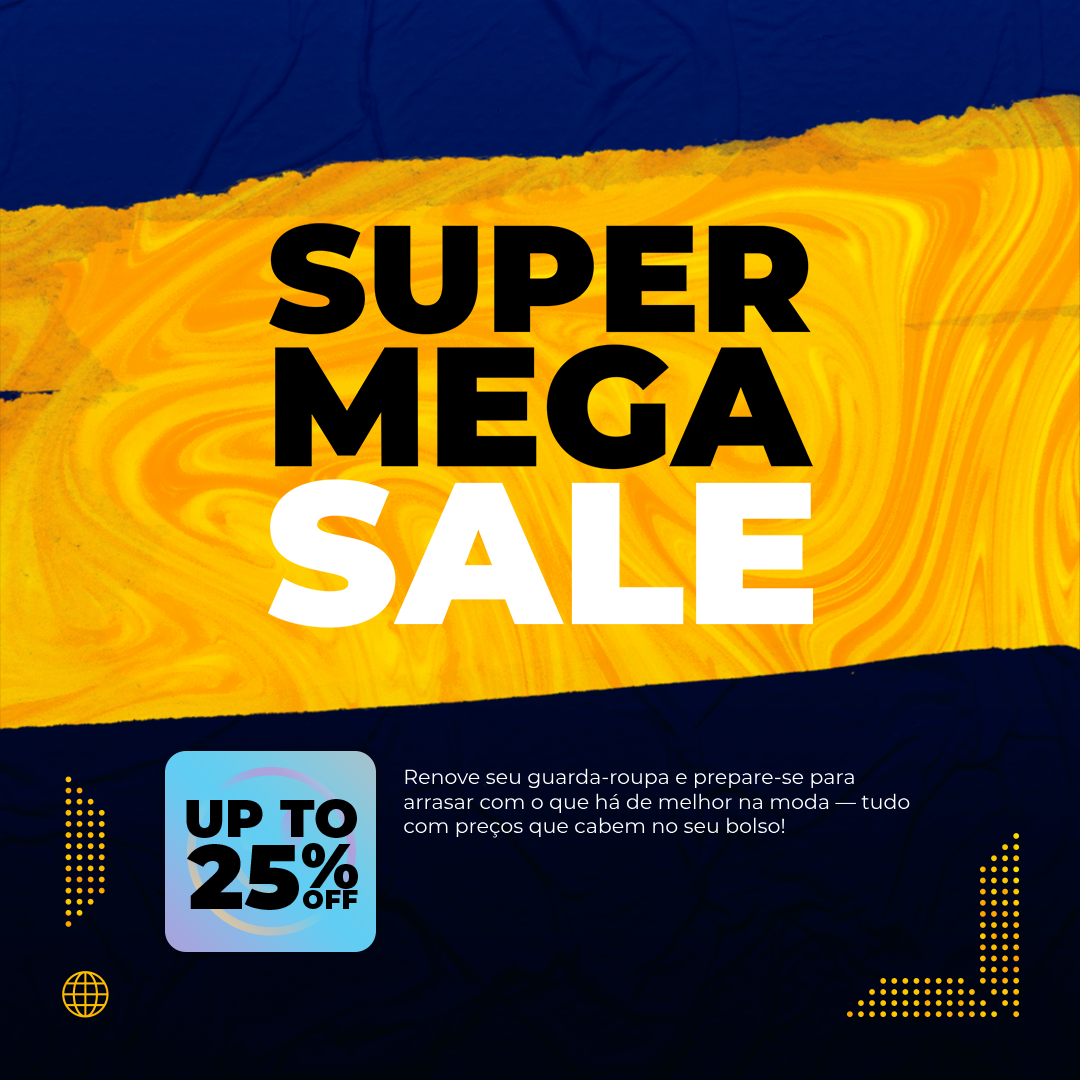 SUPER
MEGA
SALE
UP TO
25%
OFF
Renove seu guarda-roupa e prepare-se para
arrasar com o que há de melhor na moda — tudo
com preços que cabem no seu bolso!